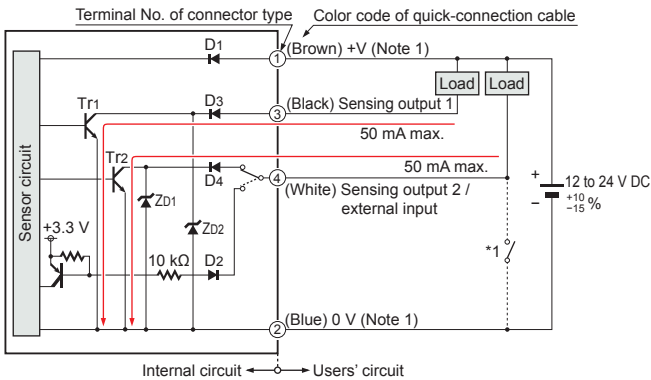 Terminal No. of connector type
Color code of quick-connection cable
D1
1
(Brown) +V (Note 1)
Load
Load
Tr1
D3
3
(Black) Sensing output 1
50 mA max.
Tr2
50 mA max.
D4
4
(White) Sensing output 2 /
external input
Sensor circuit
ZD1
ZD2
+
−
12 to 24 V DC
+10
−15 %
+3.3 V
10 kΩ
D2
*1
2
(Blue) 0 V (Note 1)
Internal circuit
Users' circuit